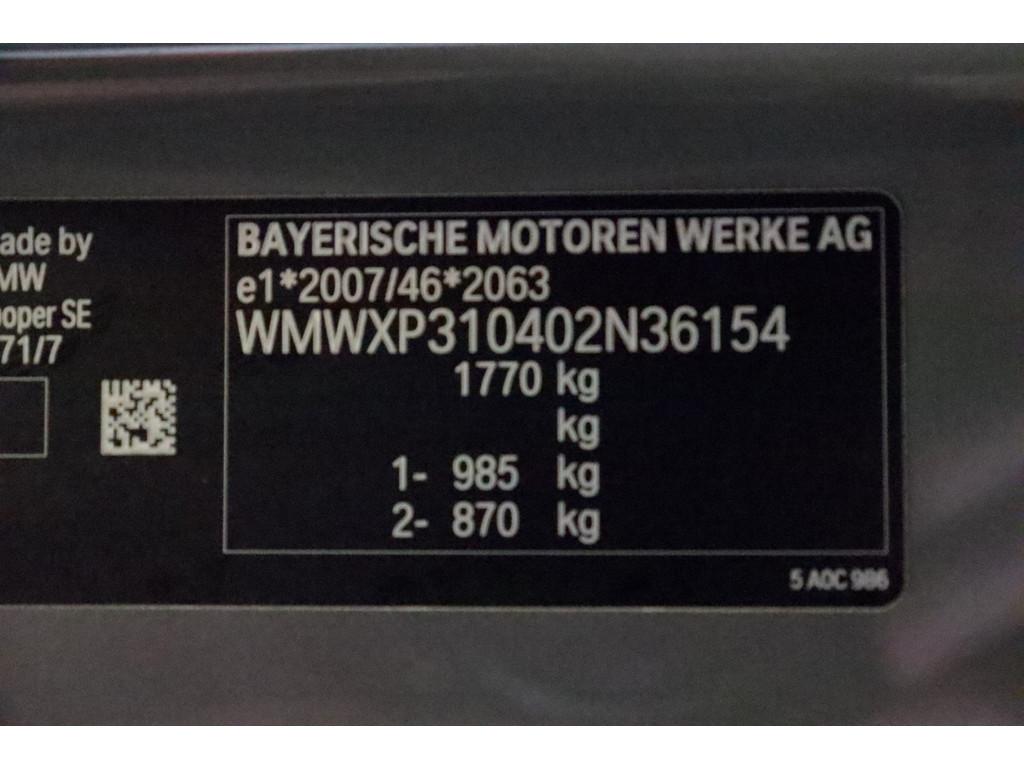 ade by
MW
ooper SE
71/7
BAYERISCHE MOTOREN WERKE AG
e1*2007/46*2063
WMWXP310402N36154
1770 kg
kg
1- 985 kg
2- 870 kg
5 A0C 986